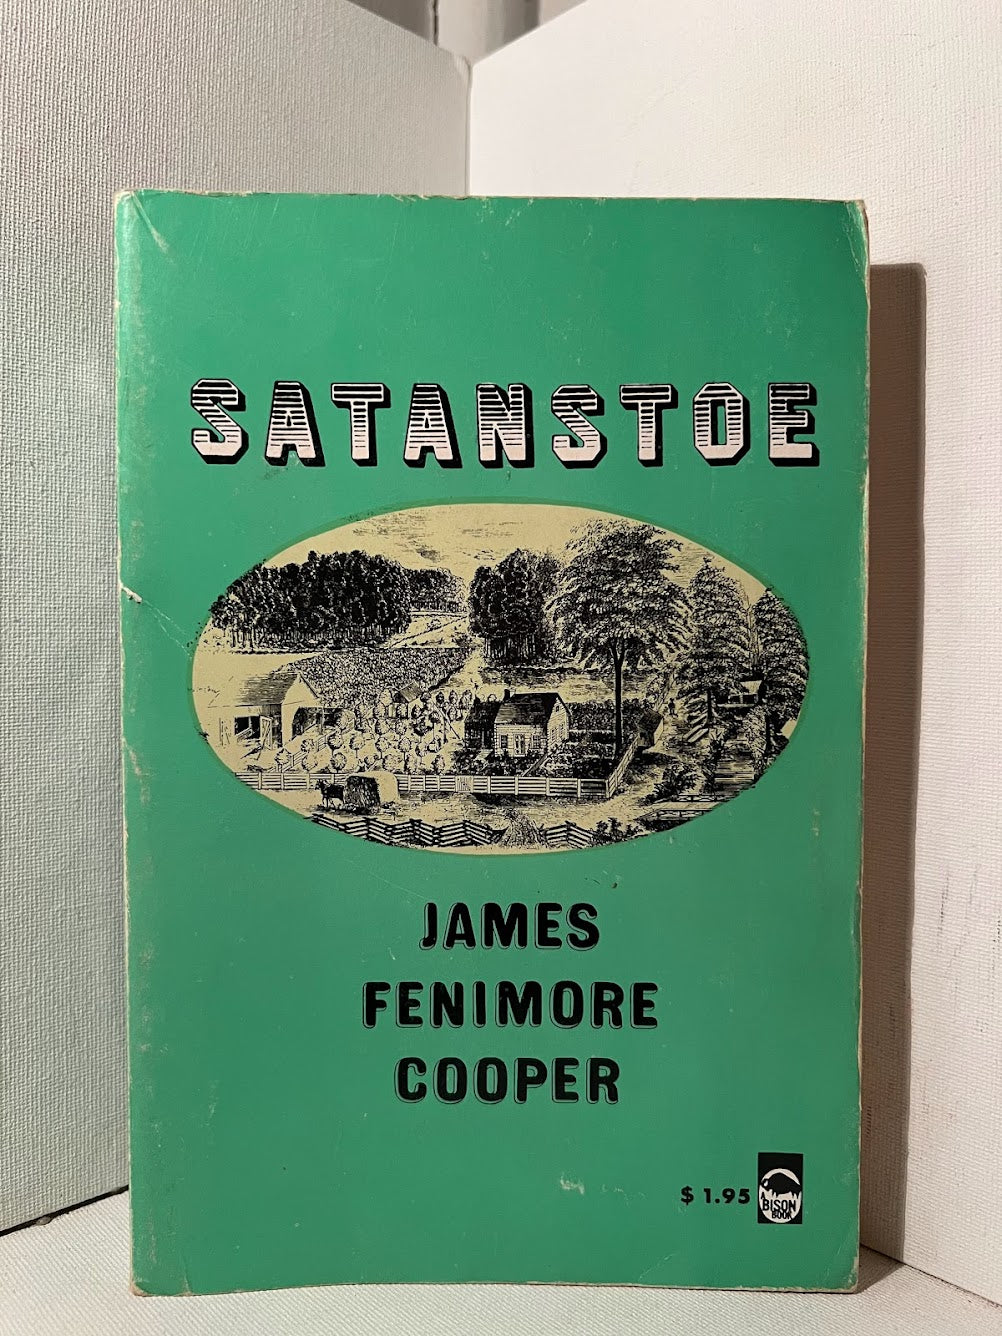 SATANSTOE
JAMES
FENIMORE
COOPER
$ 1.95
A
BISON
BOOK